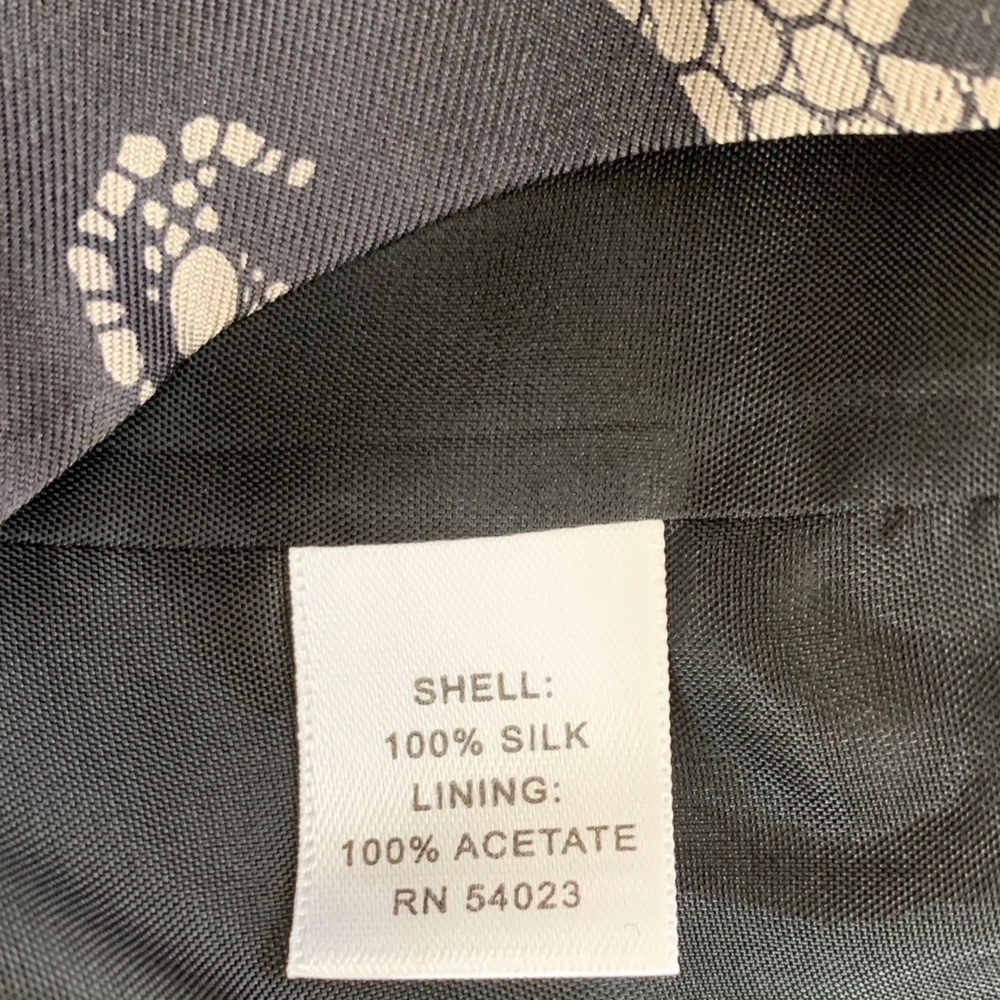 SHELL:
100% SILK
LINING:
100% ACETATE
RN 54023